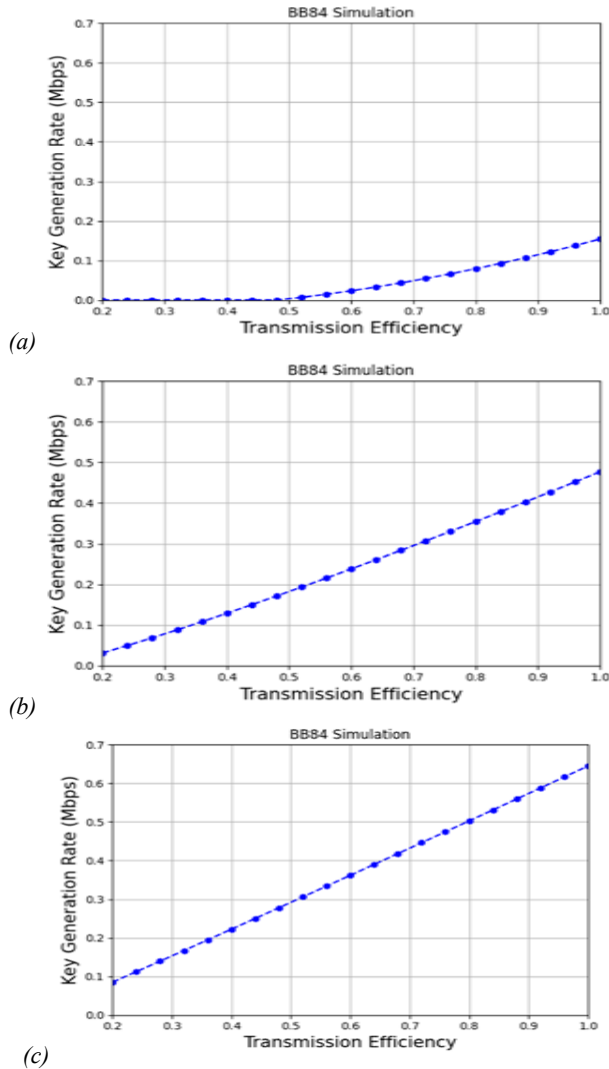 BB84 Simulation
Key Generation Rate (Mbps)
0.7
0.6
0.5
0.4
0.3
0.2
0.1
0.0
0.2 0.3 0.4 0.5 0.6 0.7 0.8 0.9 1.0
Transmission Efficiency
(a)
BB84 Simulation
Key Generation Rate (Mbps)
0.7
0.6
0.5
0.4
0.3
0.2
0.1
0.0
0.2 0.3 0.4 0.5 0.6 0.7 0.8 0.9 1.0
Transmission Efficiency
(b)
BB84 Simulation
Key Generation Rate (Mbps)
0.7
0.6
0.5
0.4
0.3
0.2
0.1
0.0
0.2 0.3 0.4 0.5 0.6 0.7 0.8 0.9 1.0
Transmission Efficiency
(c)